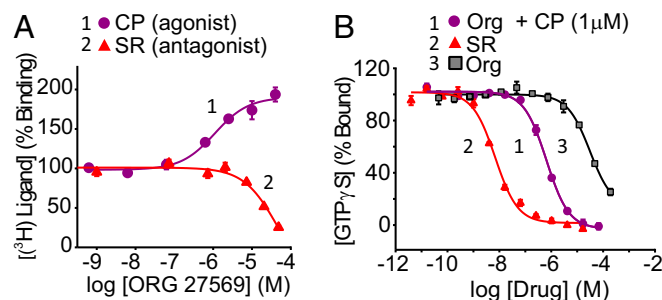 A
1 CP (agonist)
2 SR (antagonist)
[(³H) Ligand] (% Binding)
200
150
100
50
0
1
2
-9 -8 -7 -6 -5 -4
log [ORG 27569] (M)
B
1 Org + CP (1μM)
2 SR
3 Org
[GTPγS] (% Bound)
120
80
40
0
2 1 3
-12 -10 -8 -6 -4 -2
log [Drug] (M)